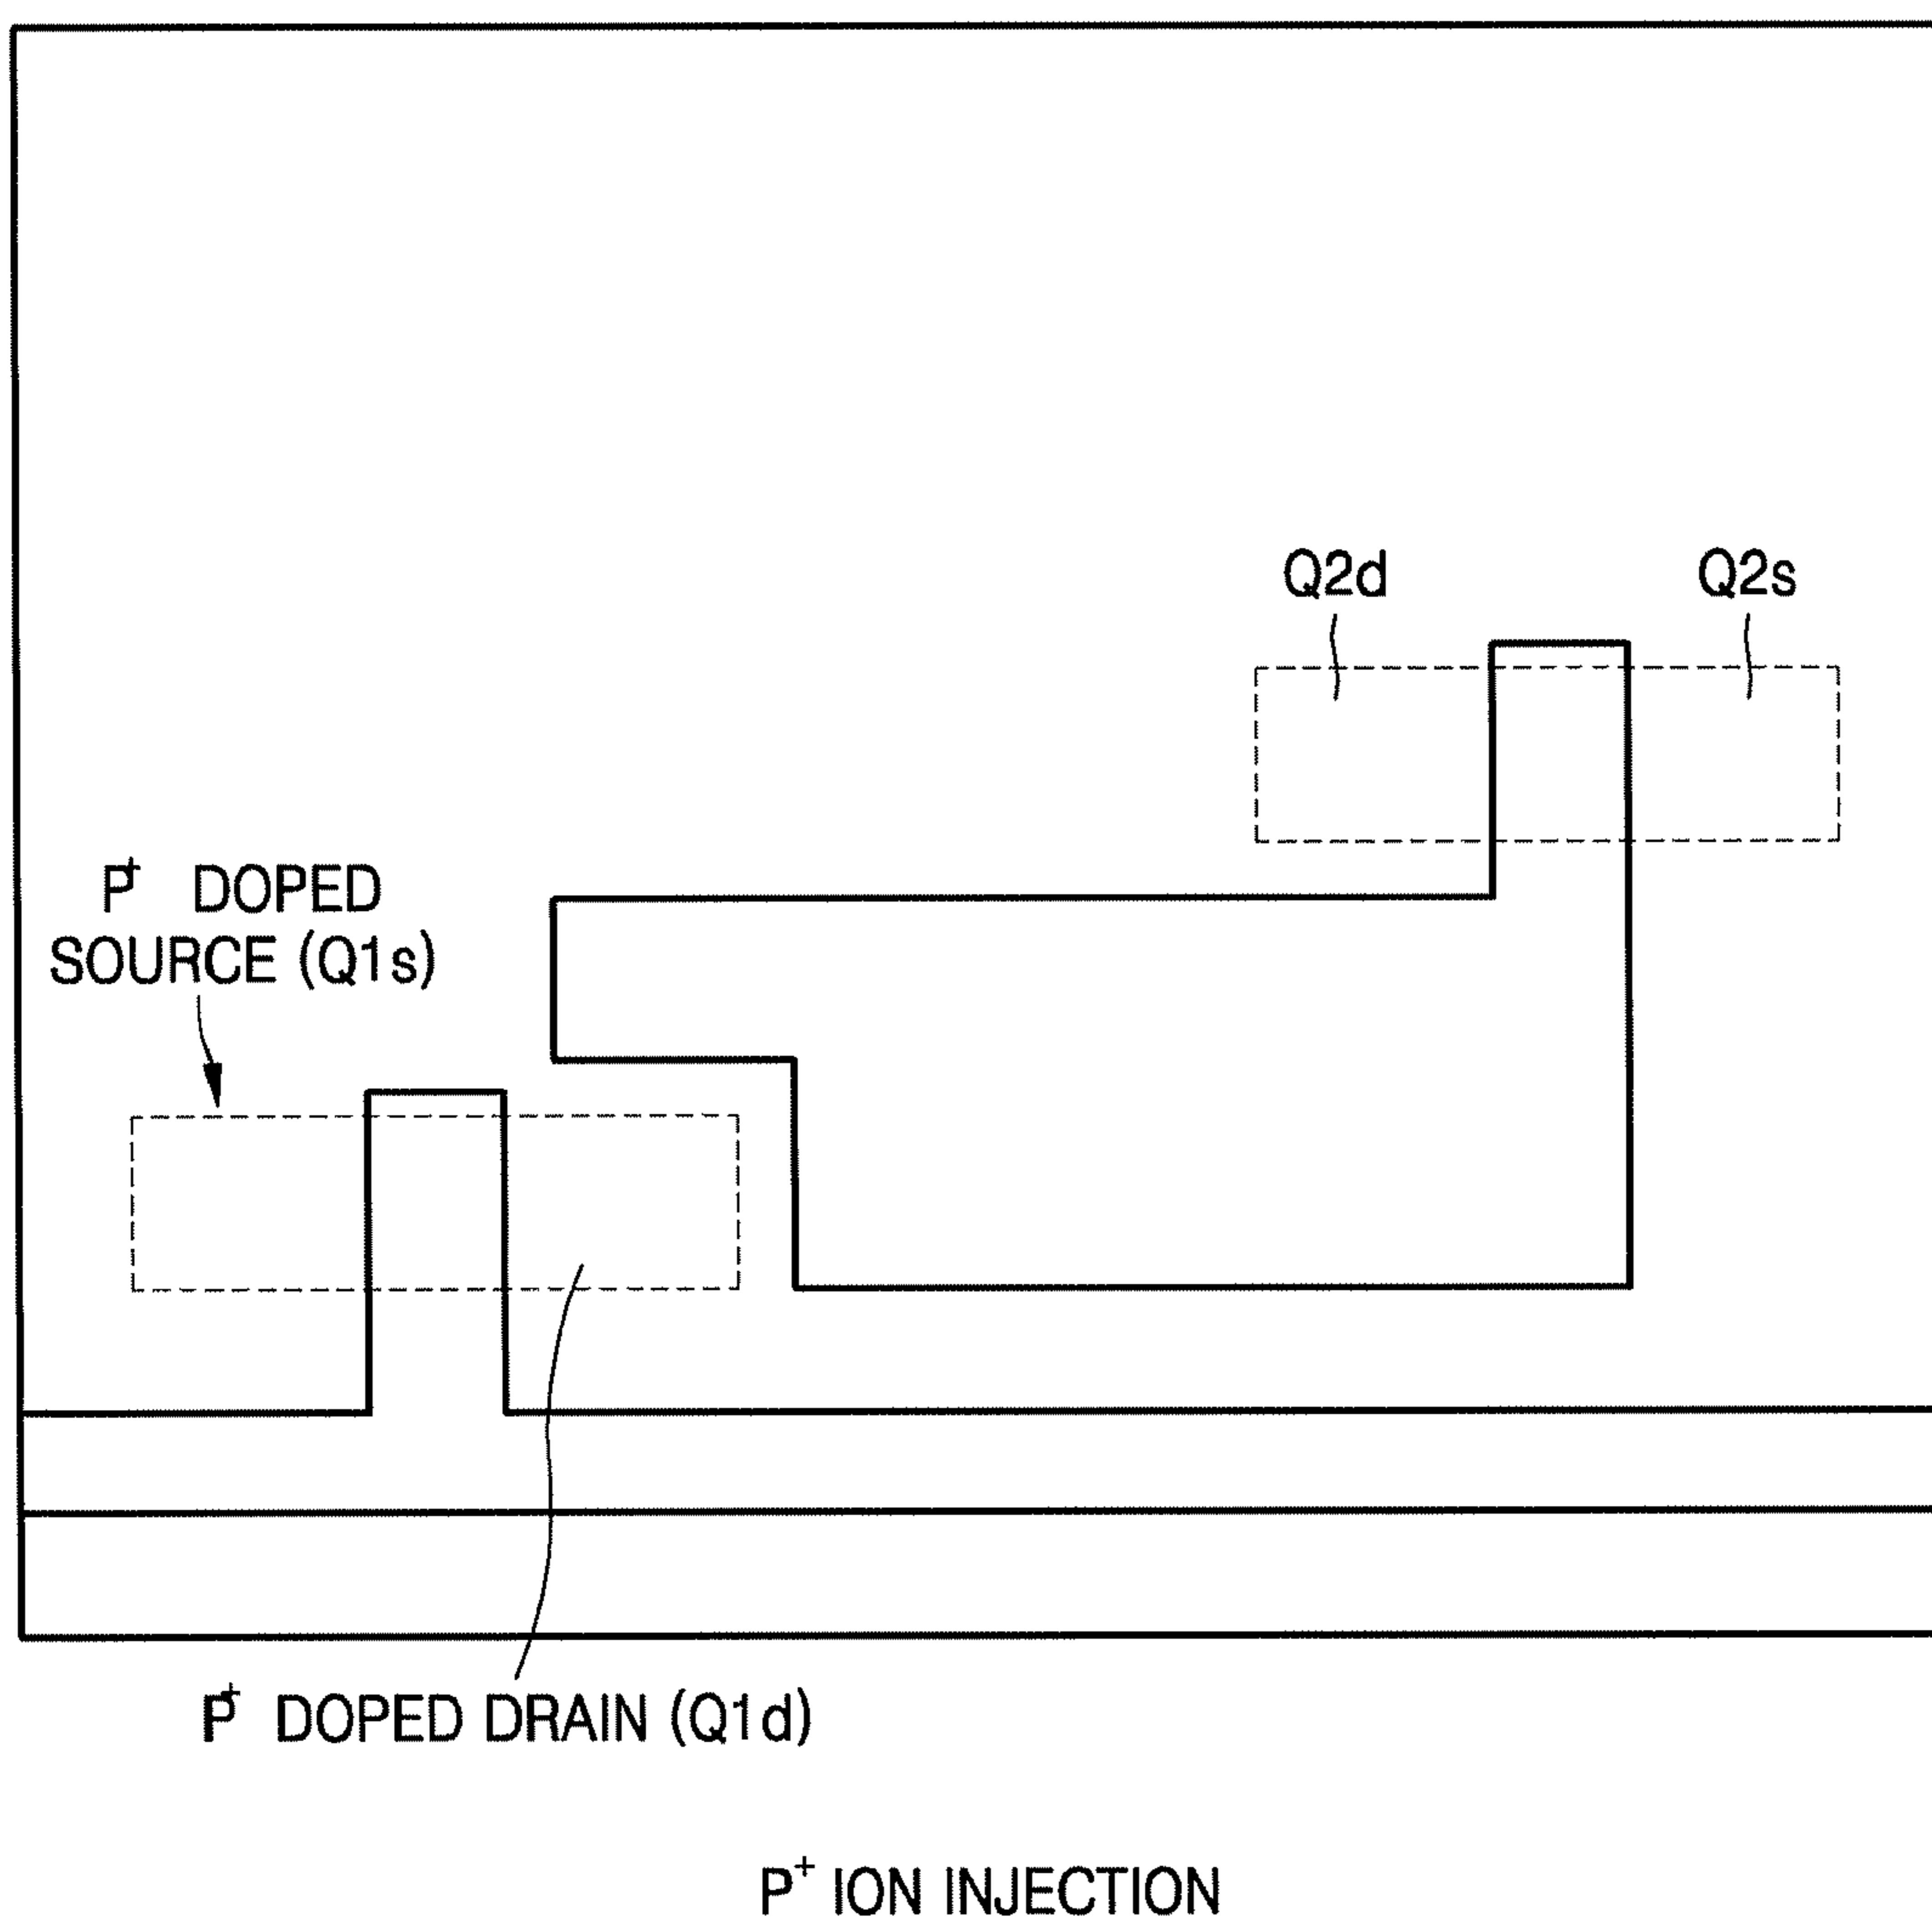 Q2d
Q2s
P⁺ DOPED
SOURCE (Q1s)
P⁺ DOPED DRAIN (Q1d)
P⁺ ION INJECTION